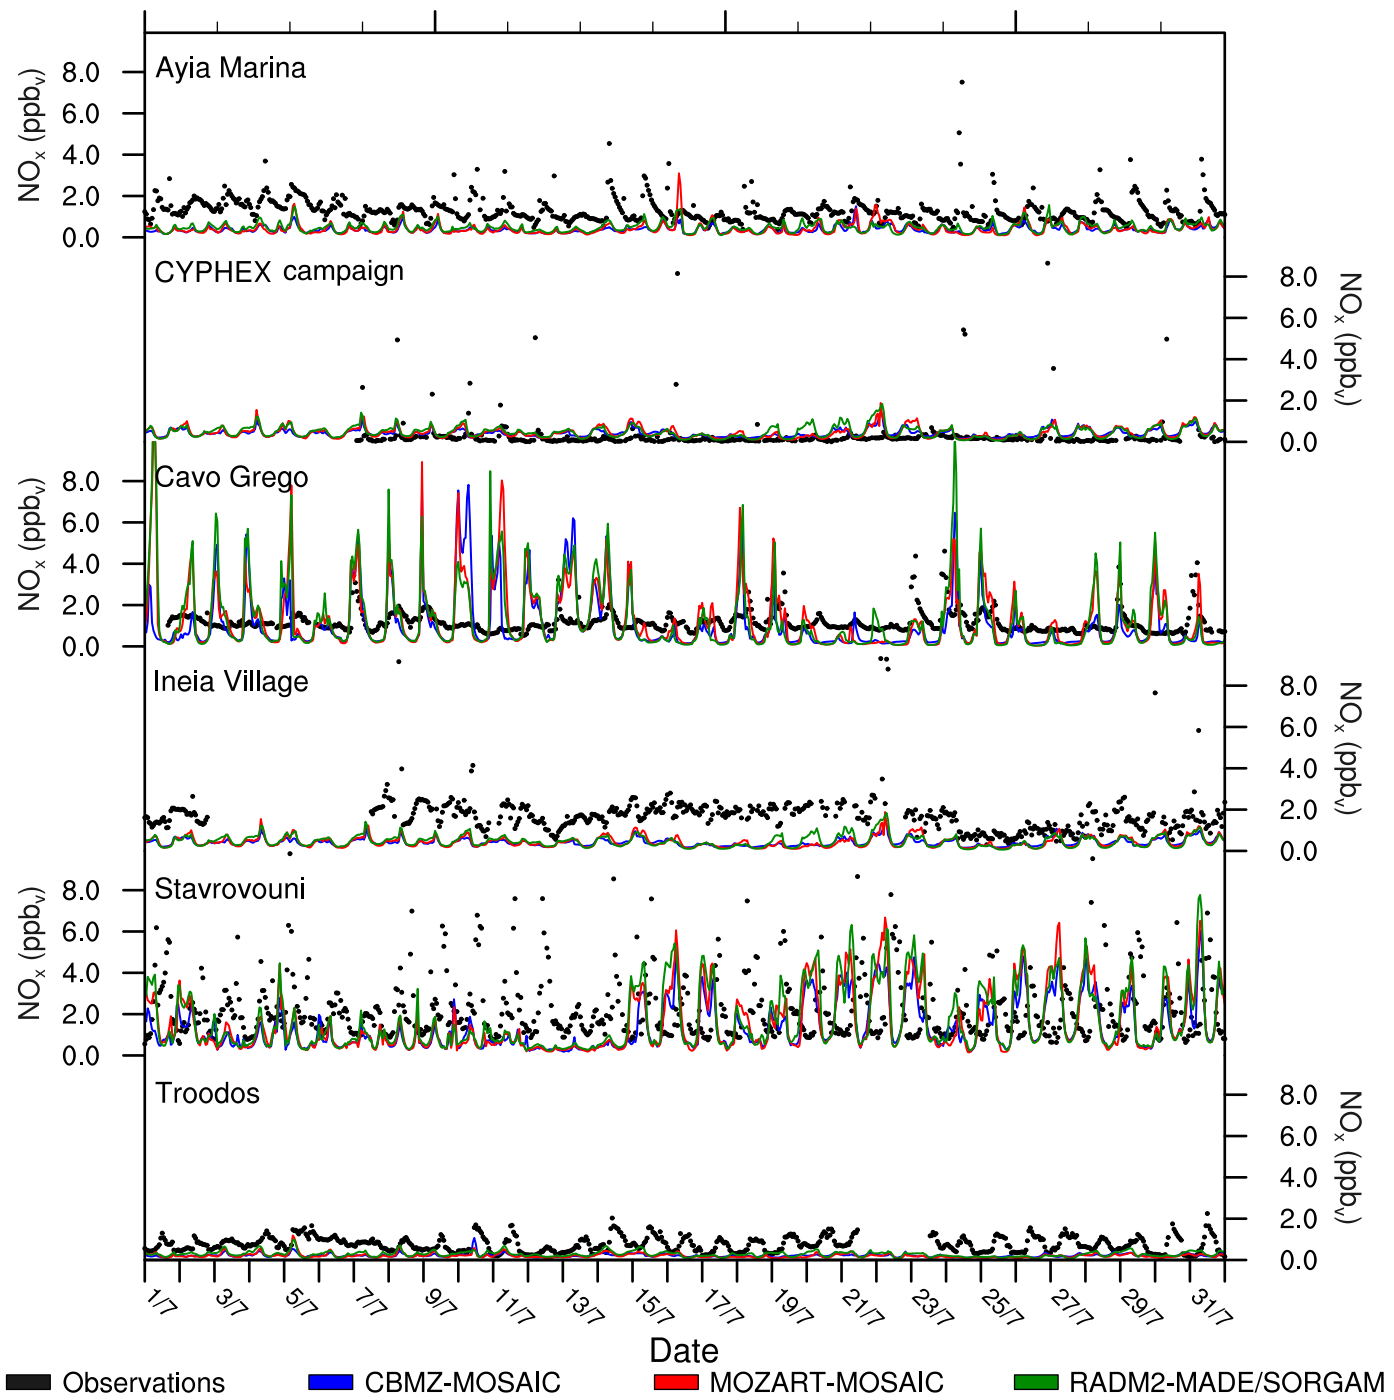 Ayia Marina
NOx (ppbv)
8.0
6.0
4.0
2.0
0.0
CYPHEX campaign
NOx (ppbv)
8.0
6.0
4.0
2.0
0.0
Cavo Grego
NOx (ppbv)
8.0
6.0
4.0
2.0
0.0
Ineia Village
NOx (ppbv)
8.0
6.0
4.0
2.0
0.0
Stavrovouni
NOx (ppbv)
8.0
6.0
4.0
2.0
0.0
Troodos
NOx (ppbv)
8.0
6.0
4.0
2.0
0.0
1/7 3/7 5/7 7/7 9/7 11/7 13/7 15/7 17/7 19/7 21/7 23/7 25/7 27/7 29/7 31/7
Date
Observations CBMZ-MOSAIC MOZART-MOSAIC RADM2-MADE/SORGAM